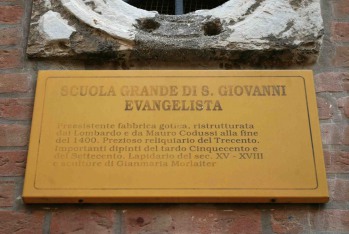 SCUOLA GRANDE DI S. GIOVANNI
EVANGELISTA
Preesistente fabbrica gotica, ristrutturata
dal Lombardo e da Mauro Codussi alla fine
del 1400. Prezioso reliquiario del Trecento.
Importanti dipinti del tardo Cinquecento e
del Settecento. Lapidario del sec. XV - XVIII
e sculture di Gianmaria Morlaiter